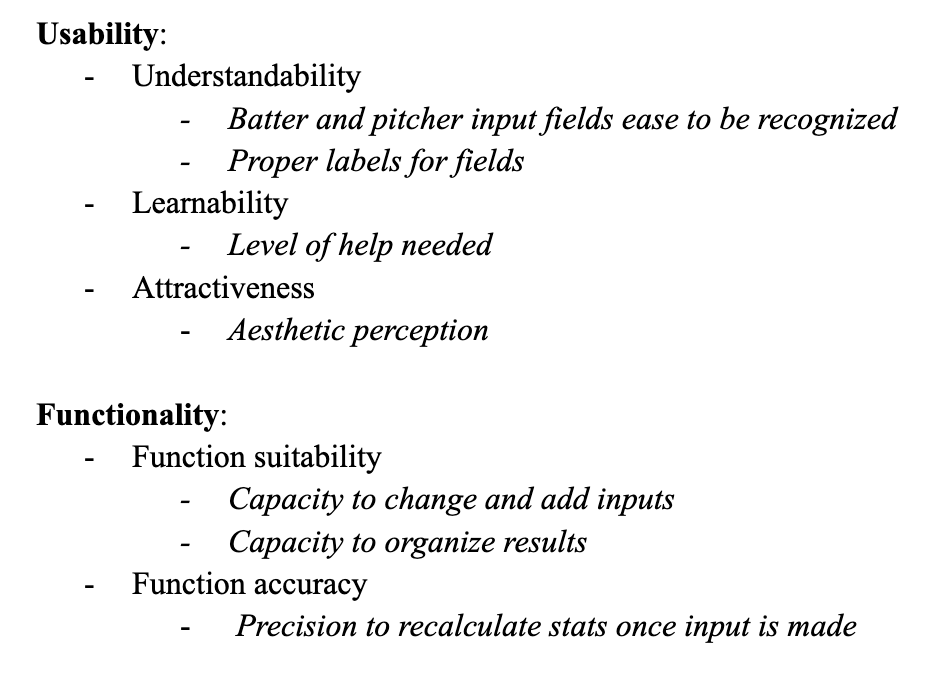 Usability:
- Understandability
- Batter and pitcher input fields ease to be recognized
- Proper labels for fields
- Learnability
- Level of help needed
- Attractiveness
- Aesthetic perception
Functionality:
- Function suitability
- Capacity to change and add inputs
- Capacity to organize results
- Function accuracy
- Precision to recalculate stats once input is made